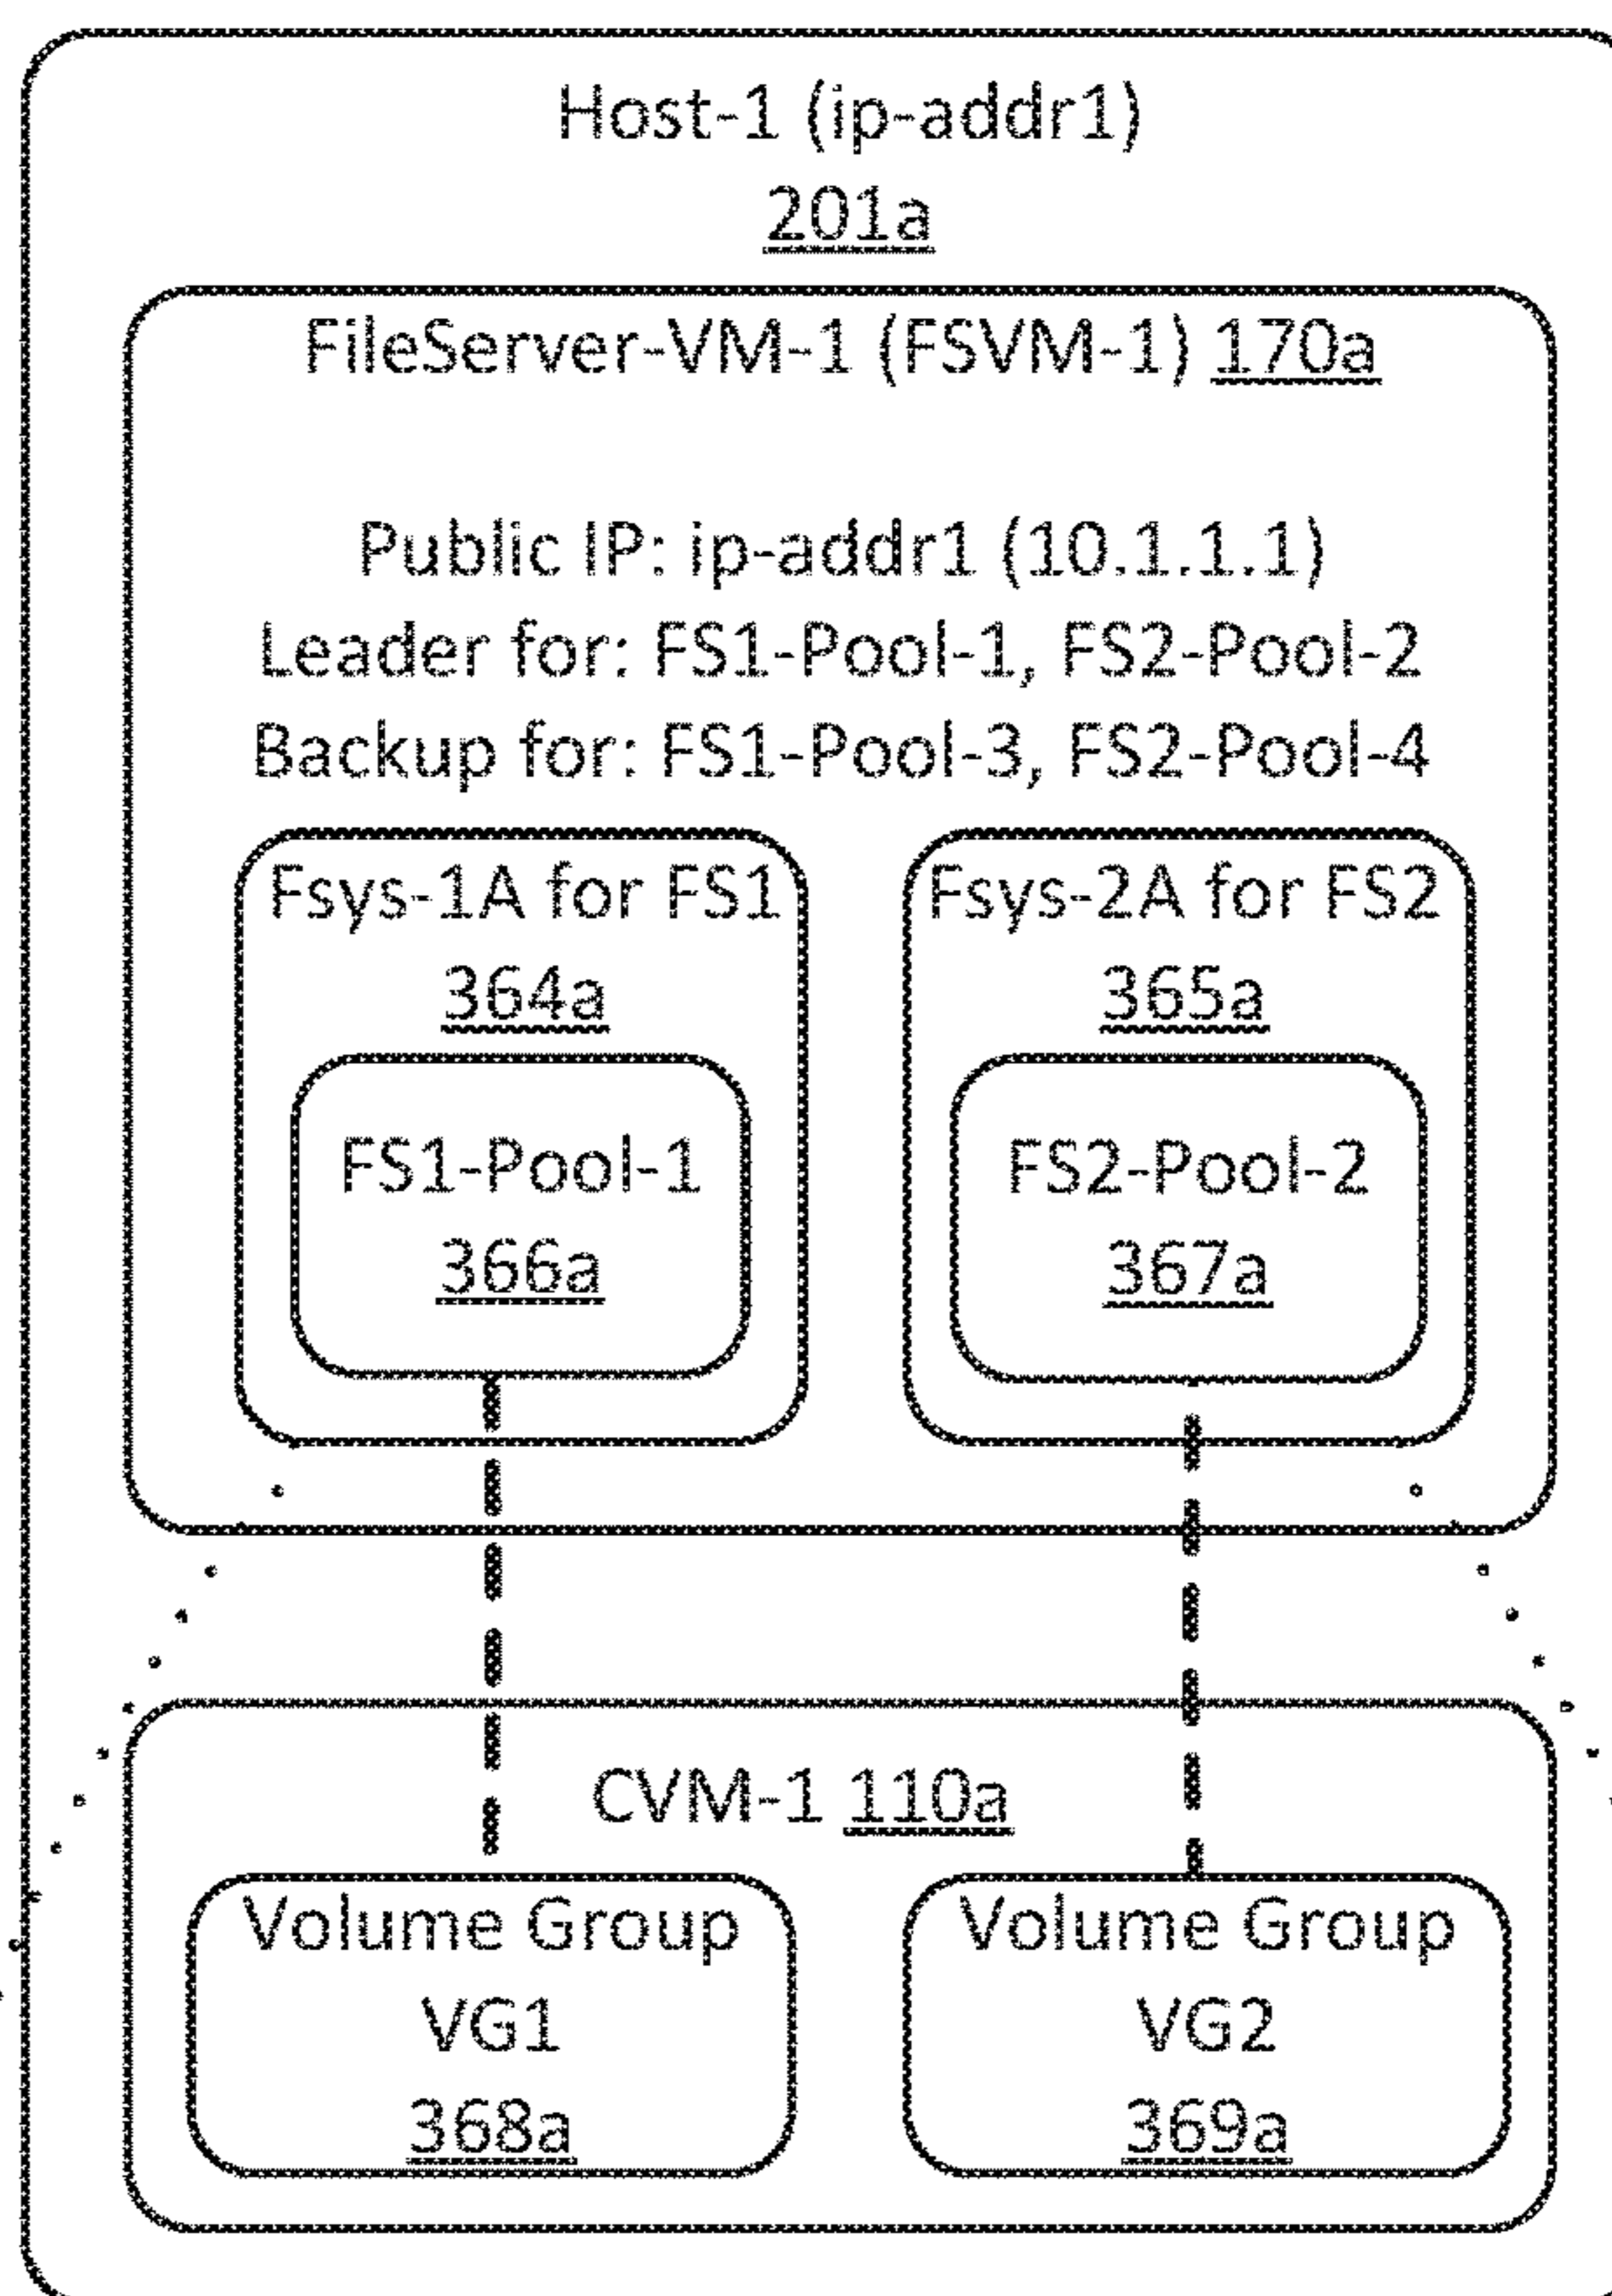 Host-1 (ip-addr1)
201a
FileServer-VM-1 (FSVM-1) 170a
Public IP: ip-addr1 (10.1.1.1)
Leader for: FS1-Pool-1, FS2-Pool-2
Backup for: FS1-Pool-3, FS2-Pool-4
Fsys-1A for FS1
364a
FS1-Pool-1
366a
Fsys-2A for FS2
365a
FS2-Pool-2
367a
CVM-1 110a
Volume Group
VG1
368a
Volume Group
VG2
369a